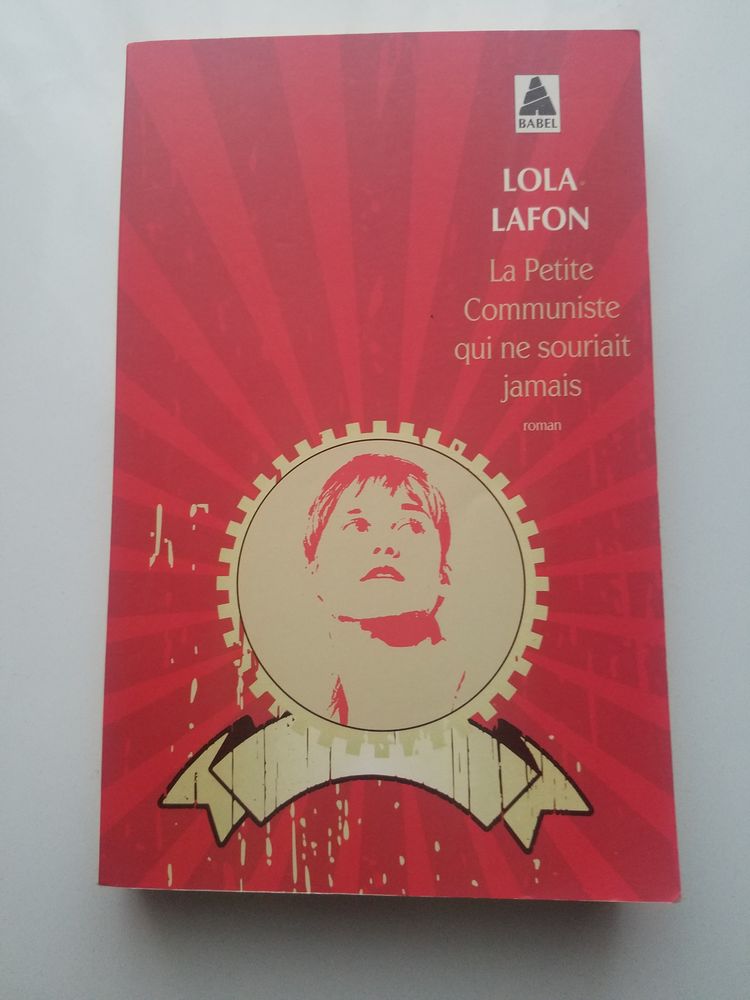 BABEL
LOLA
LAFON
La Petite
Communiste
qui ne souriait
jamais
roman